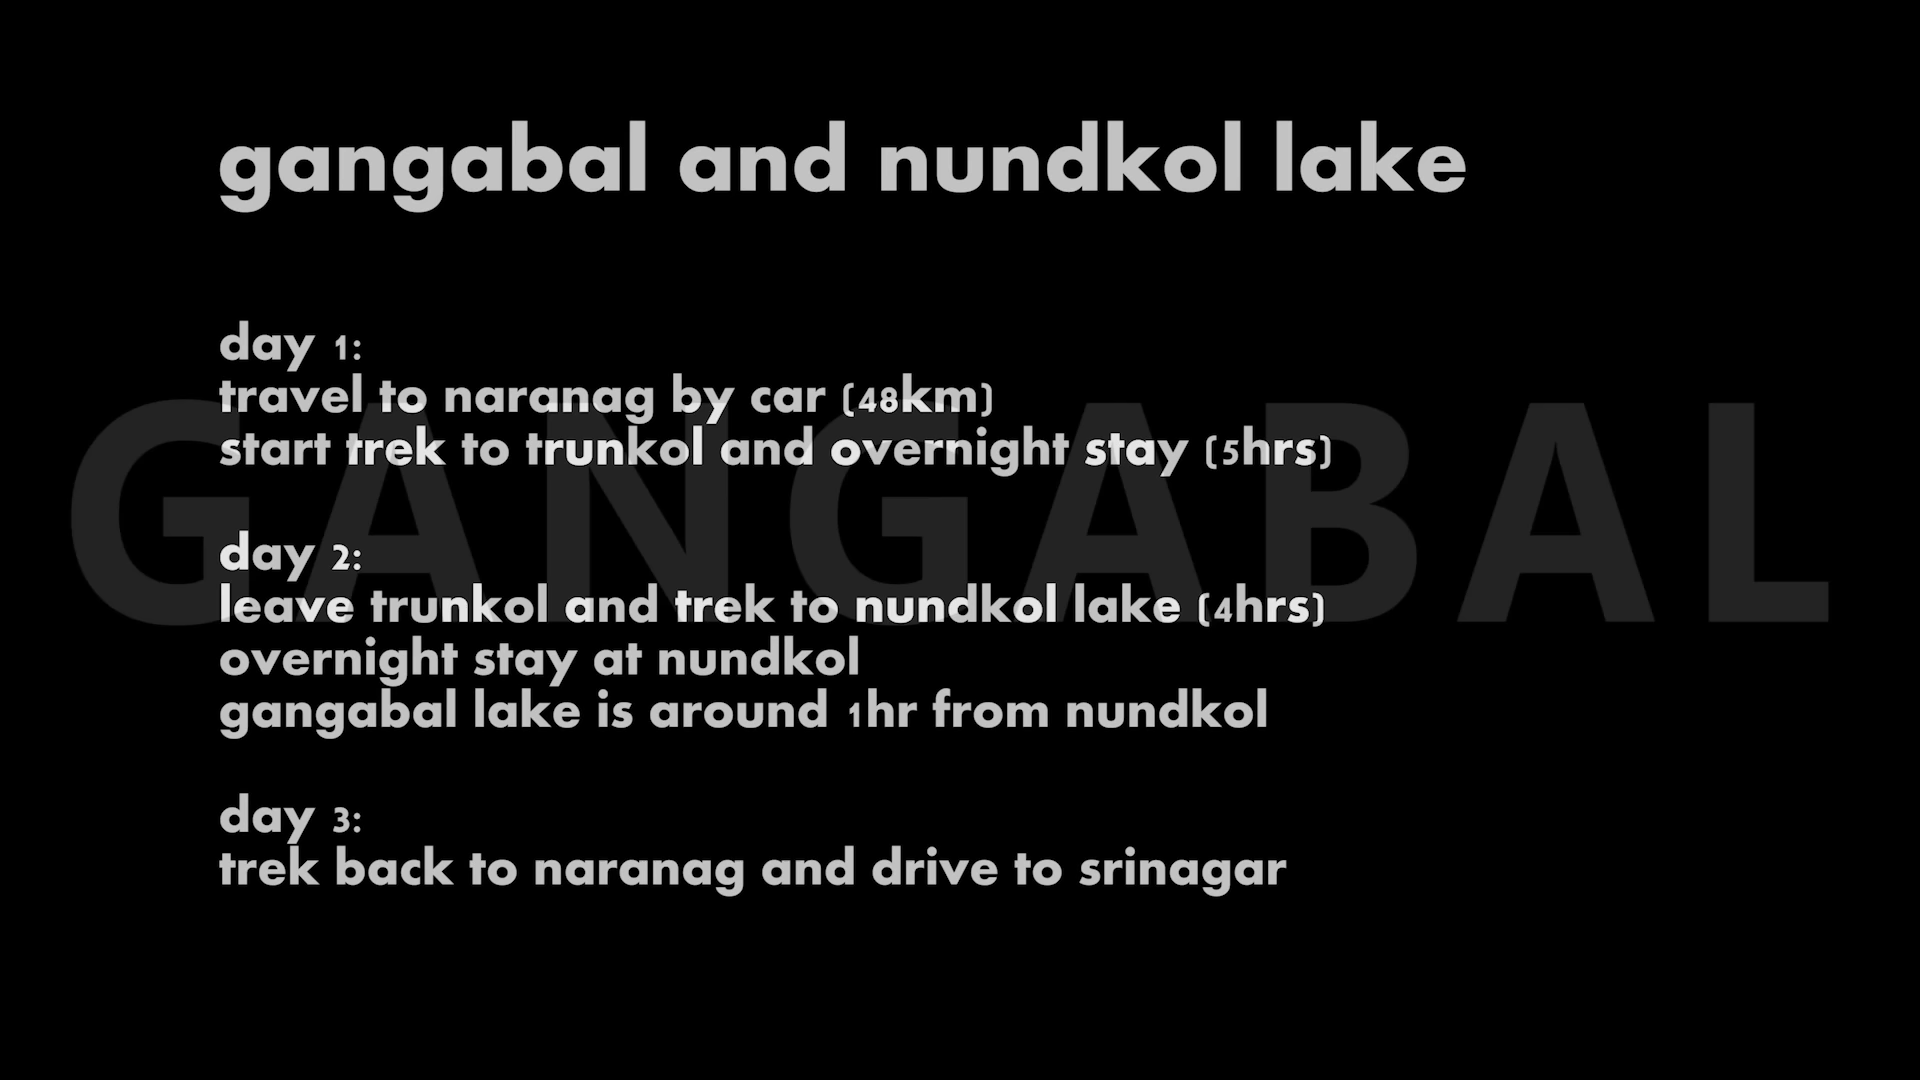 gangabal and nundkol lake
GANGABAL
day 1:
travel to naranag by car (48km)
start trek to trunkol and overnight stay (5hrs)
day 2:
leave trunkol and trek to nundkol lake (4hrs)
overnight stay at nundkol
gangabal lake is around 1hr from nundkol
day 3:
trek back to naranag and drive to srinagar